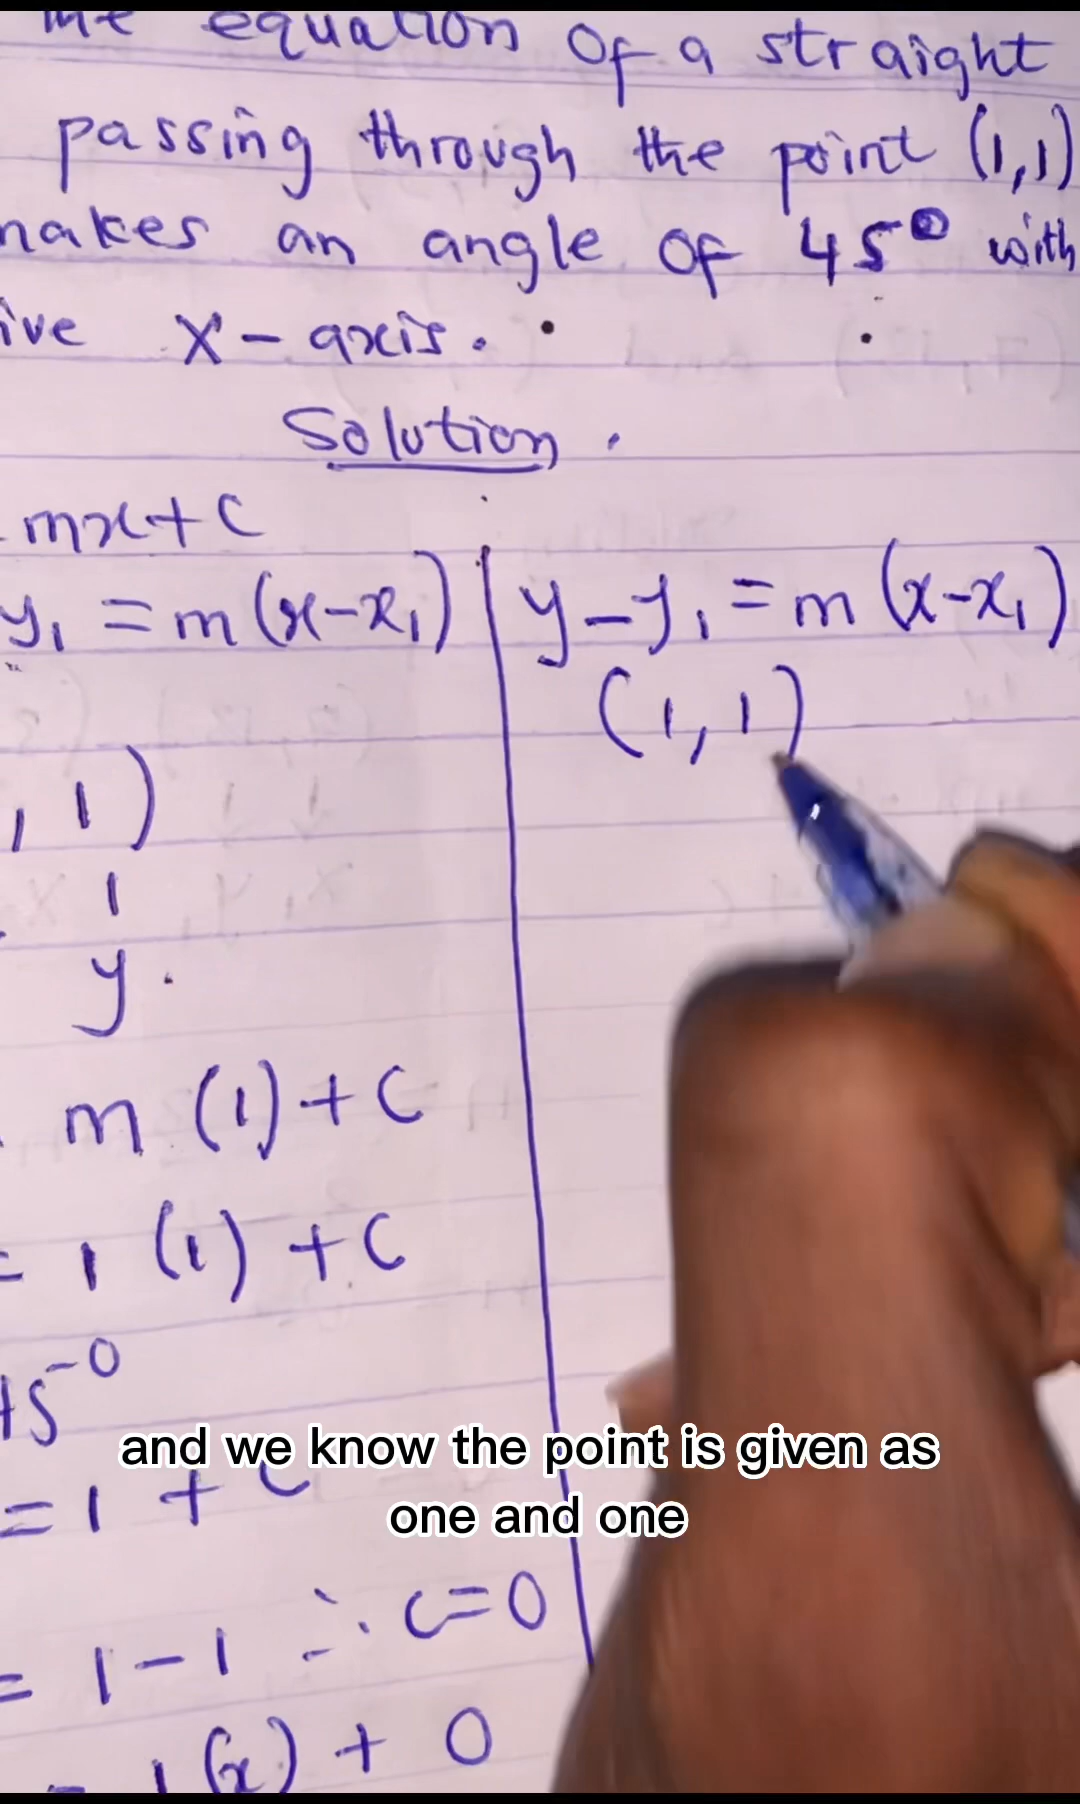 the equation of a straight
passing through the point (1,1)
makes an angle of 45° with
ive x-axis.
Solution.
mx+c
y₁ = m(x-x₁)
, 1)
1
y.
m (1)+c
= 1 (1) +c
45⁻⁰
= 1 + c
= 1-1 ∴ c=0
1(x) + 0
y-y₁ = m(x-x₁)
(1,1)
and we know the point is given as
one and one